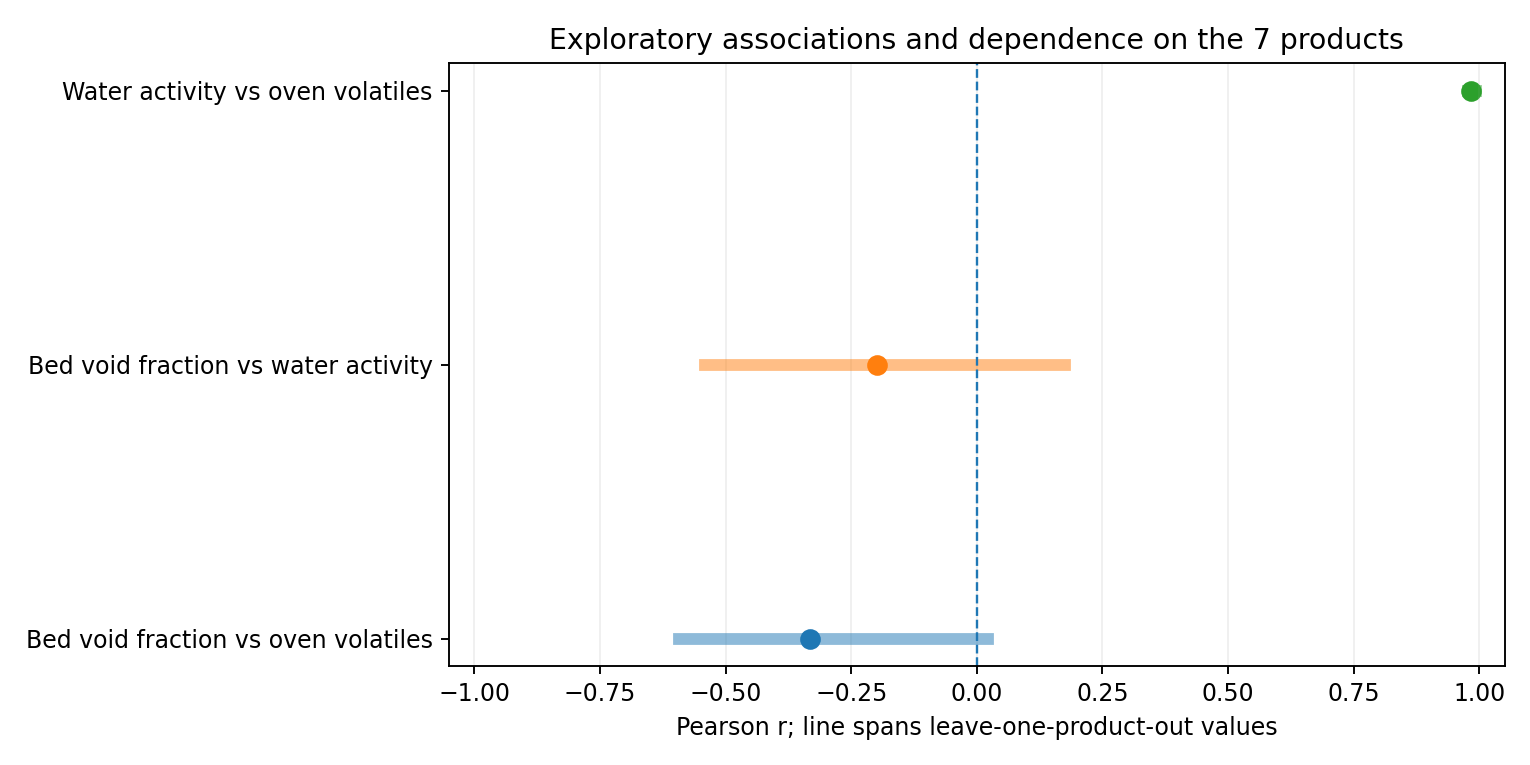 Exploratory associations and dependence on the 7 products
Water activity vs oven volatiles
Bed void fraction vs water activity
Bed void fraction vs oven volatiles
−1.00 −0.75 −0.50 −0.25 0.00 0.25 0.50 0.75 1.00
Pearson r; line spans leave-one-product-out values